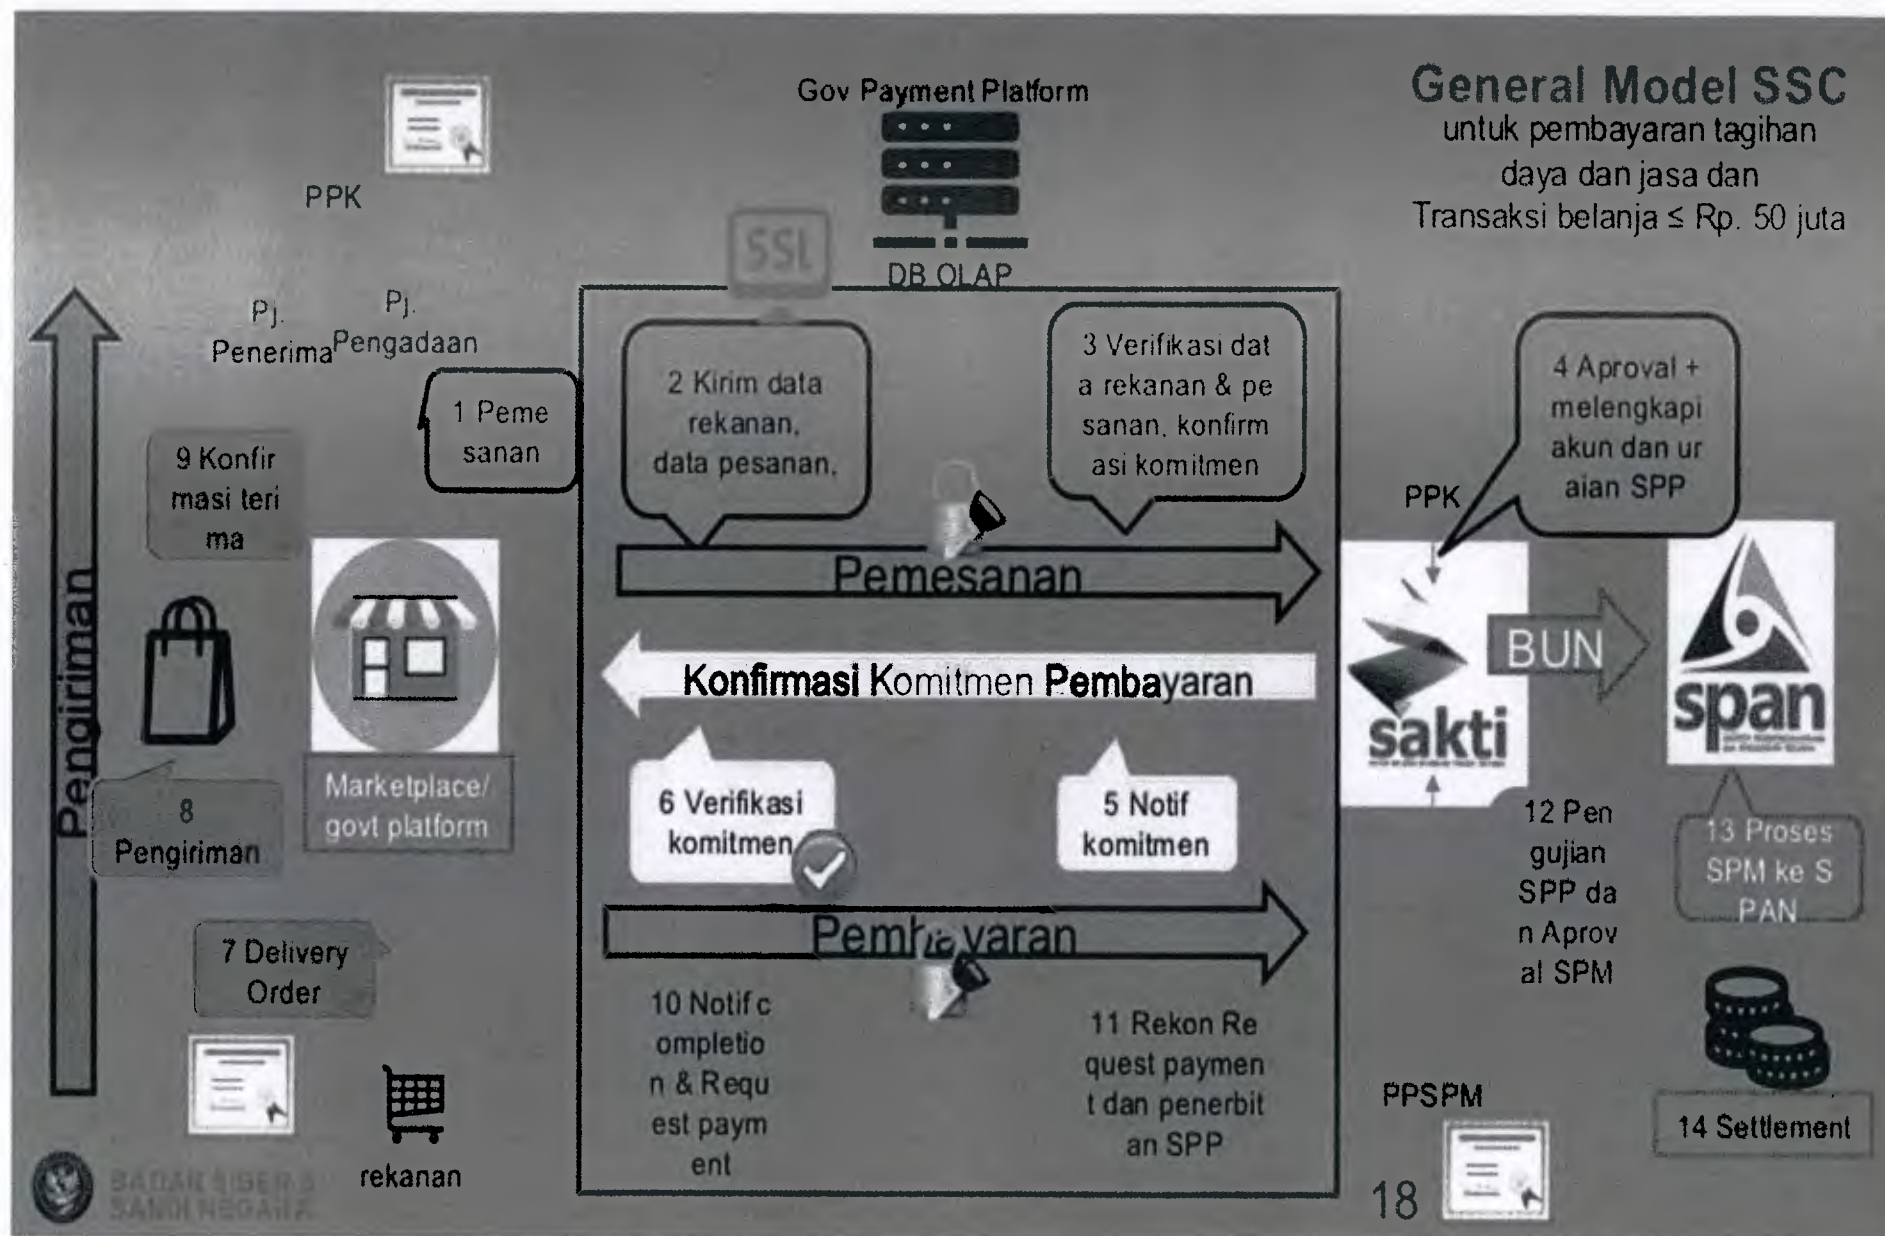 General Model SSC
untuk pembayaran tagihan
daya dan jasa dan
Transaksi belanja ≤ Rp. 50 juta
Gov Payment Platform
DB OLAP
SSL
PPK
Pj.
Penerima
Pj.
Pengadaan
1 Peme
sanan
2 Kirim data
rekanan,
data pesanan,
3 Verifikasi dat
a rekanan & pe
sanan, konfirm
asi komitmen
4 Aproval +
melengkapi
akun dan ur
aian SPP
PPK
9 Konfir
masi teri
ma
Pengiriman
Pemesanan
Konfirmasi Komitmen Pembayaran
sakti
BUN
span
Marketplace/
govt platform
8
Pengiriman
6 Verifikasi
komitmen
5 Notif
komitmen
12 Pen
gujian
SPP da
n Aprov
al SPM
13 Proses
SPM ke S
PAN
7 Delivery
Order
Pembayaran
10 Notif c
ompletio
n & Requ
est paym
ent
11 Rekon Re
quest paymen
t dan penerbit
an SPP
PPSPM
14 Settlement
rekanan
BADAN SIBER &
SANDI NEGARA
18